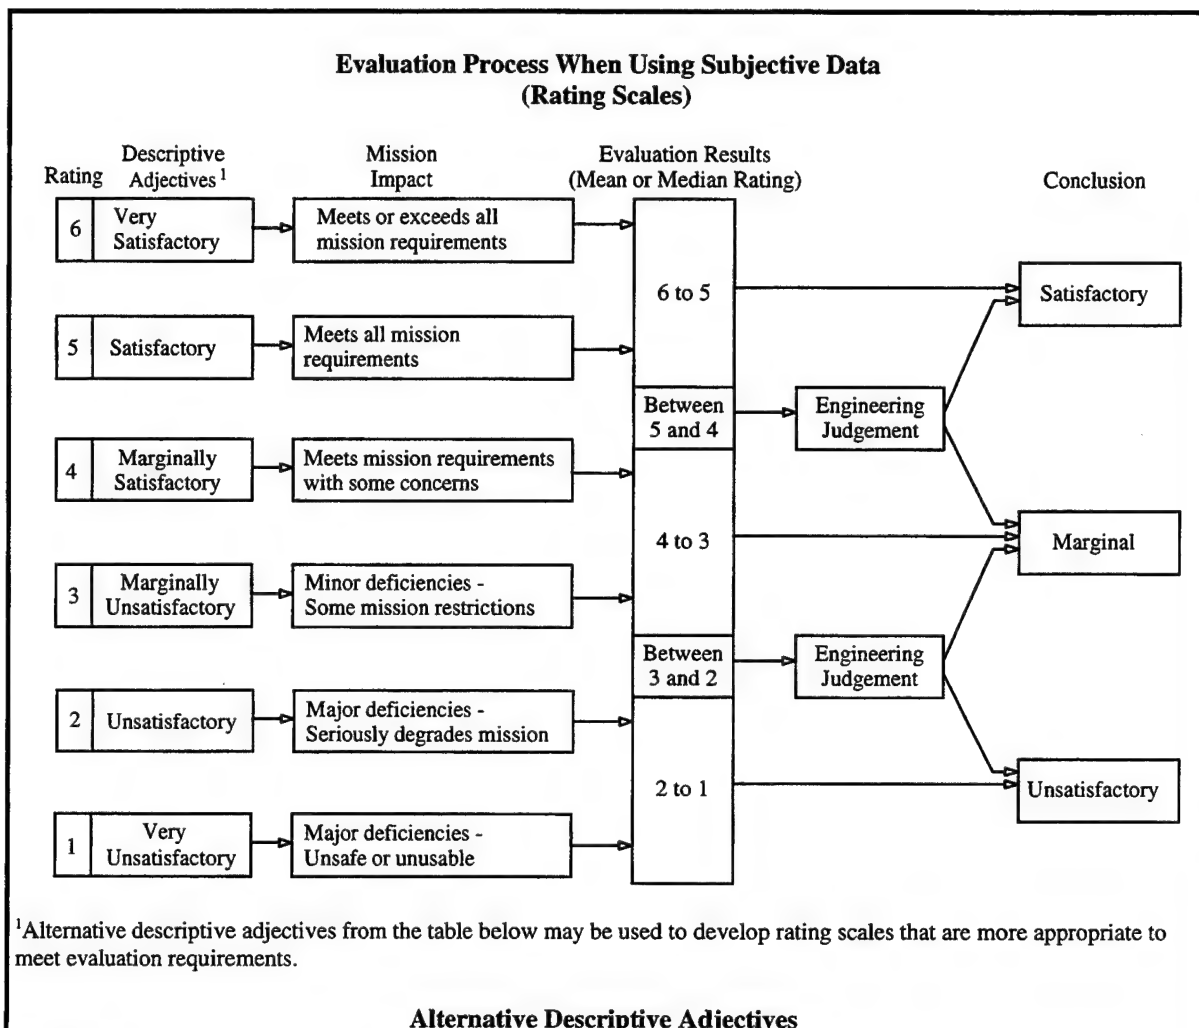 Evaluation Process When Using Subjective Data
(Rating Scales)
Rating
Descriptive
Adjectives1
Mission
Impact
Evaluation Results
(Mean or Median Rating)
Conclusion
6
Very
Satisfactory
Meets or exceeds all
mission requirements
5
Satisfactory
Meets all mission
requirements
4
Marginally
Satisfactory
Meets mission requirements
with some concerns
3
Marginally
Unsatisfactory
Minor deficiencies -
Some mission restrictions
2
Unsatisfactory
Major deficiencies -
Seriously degrades mission
1
Very
Unsatisfactory
Major deficiencies -
Unsafe or unusable
6 to 5
Between
5 and 4
4 to 3
Between
3 and 2
2 to 1
Engineering
Judgement
Engineering
Judgement
Satisfactory
Marginal
Unsatisfactory
1Alternative descriptive adjectives from the table below may be used to develop rating scales that are more appropriate to
meet evaluation requirements.
Alternative Descriptive Adjectives